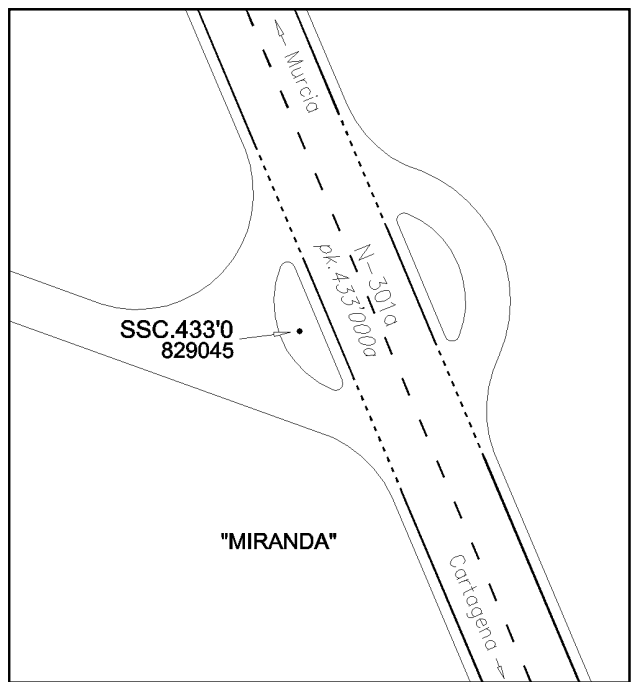 ← Murcia
N-301a
pk.433'000a
SSC.433'0
829045
"MIRANDA"
Cartagena →